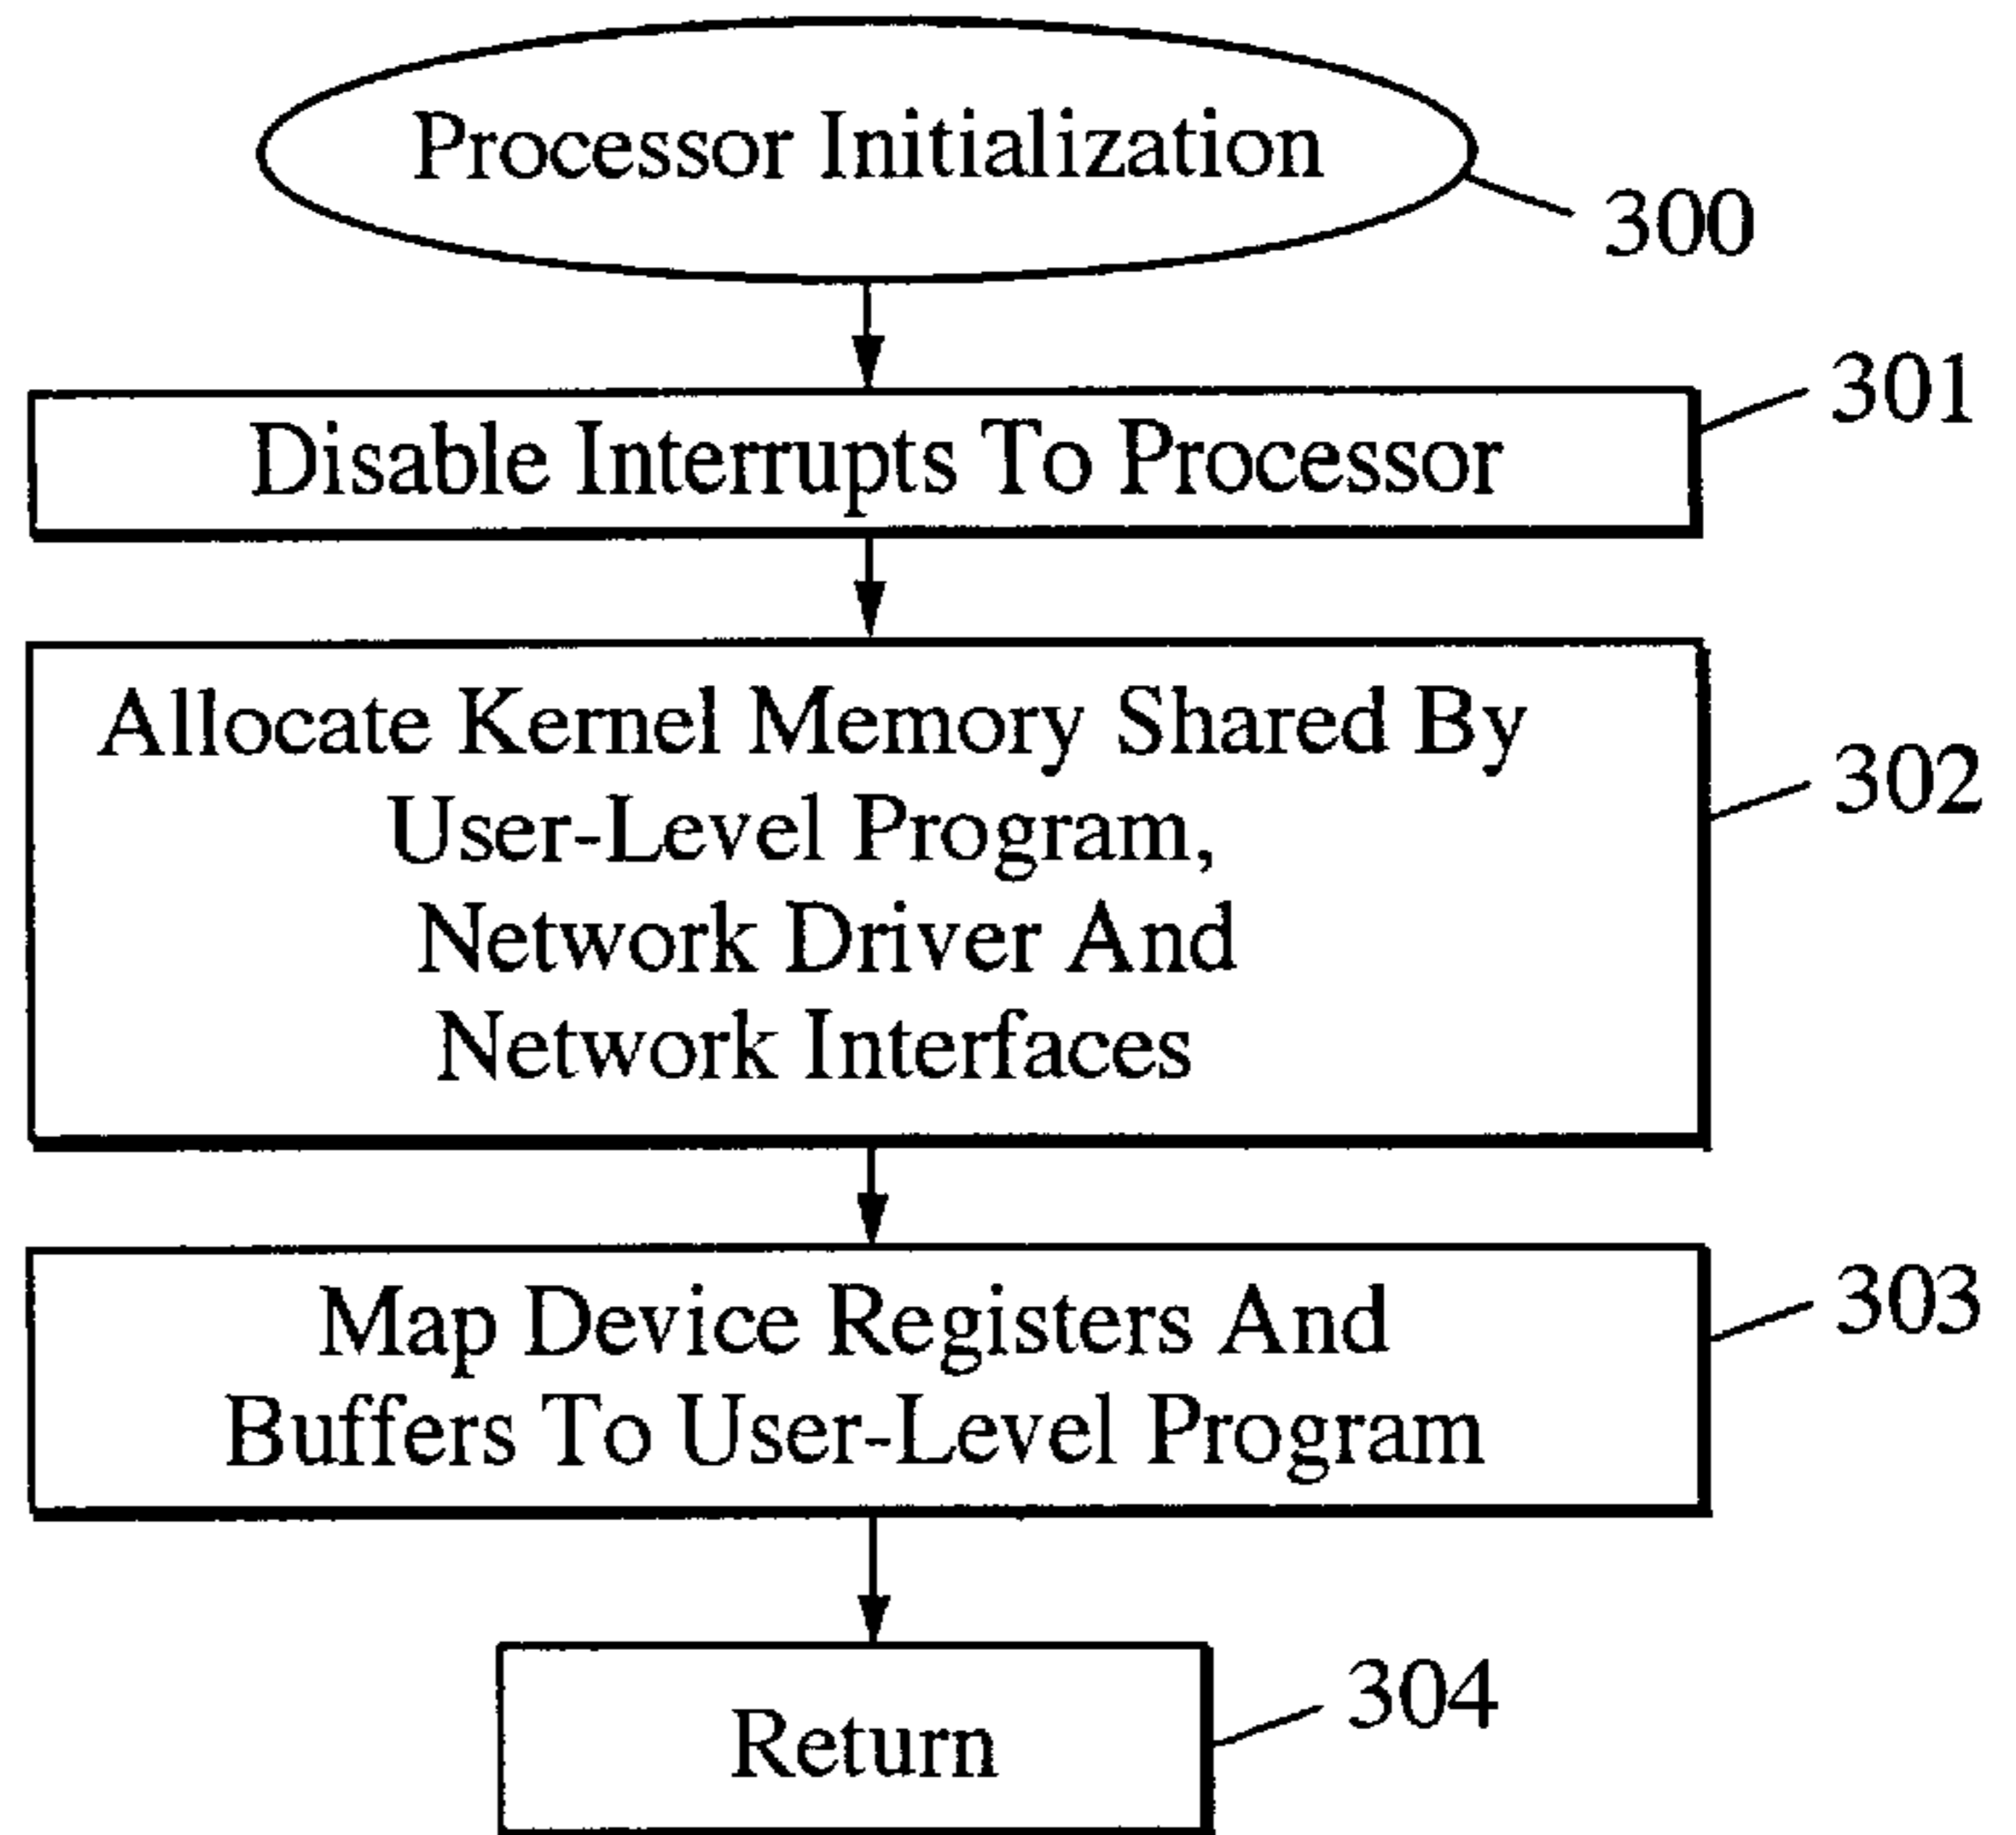 Processor Initialization
300
301
Disable Interrupts To Processor
Allocate Kernel Memory Shared By
User-Level Program,
Network Driver And
Network Interfaces
302
Map Device Registers And
Buffers To User-Level Program
303
Return
304